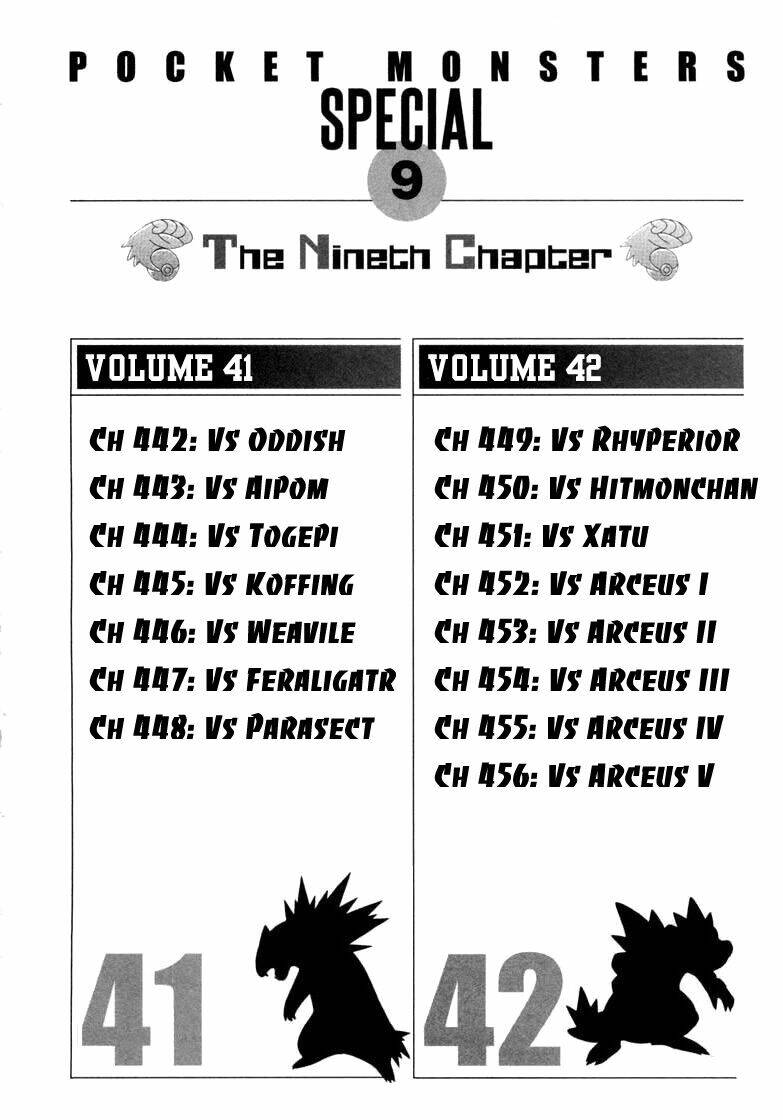 POCKET MONSTERS
SPECIAL
9
The Nineth Chapter
VOLUME 41
Ch 442: Vs Oddish
Ch 443: Vs Aipom
Ch 444: Vs Togepi
Ch 445: Vs Koffing
Ch 446: Vs Weavile
Ch 447: Vs Feraligatr
Ch 448: Vs Parasect
41
VOLUME 42
Ch 449: Vs Rhyperior
Ch 450: Vs Hitmonchan
Ch 451: Vs Xatu
Ch 452: Vs Arceus I
Ch 453: Vs Arceus II
Ch 454: Vs Arceus III
Ch 455: Vs Arceus IV
Ch 456: Vs Arceus V
42